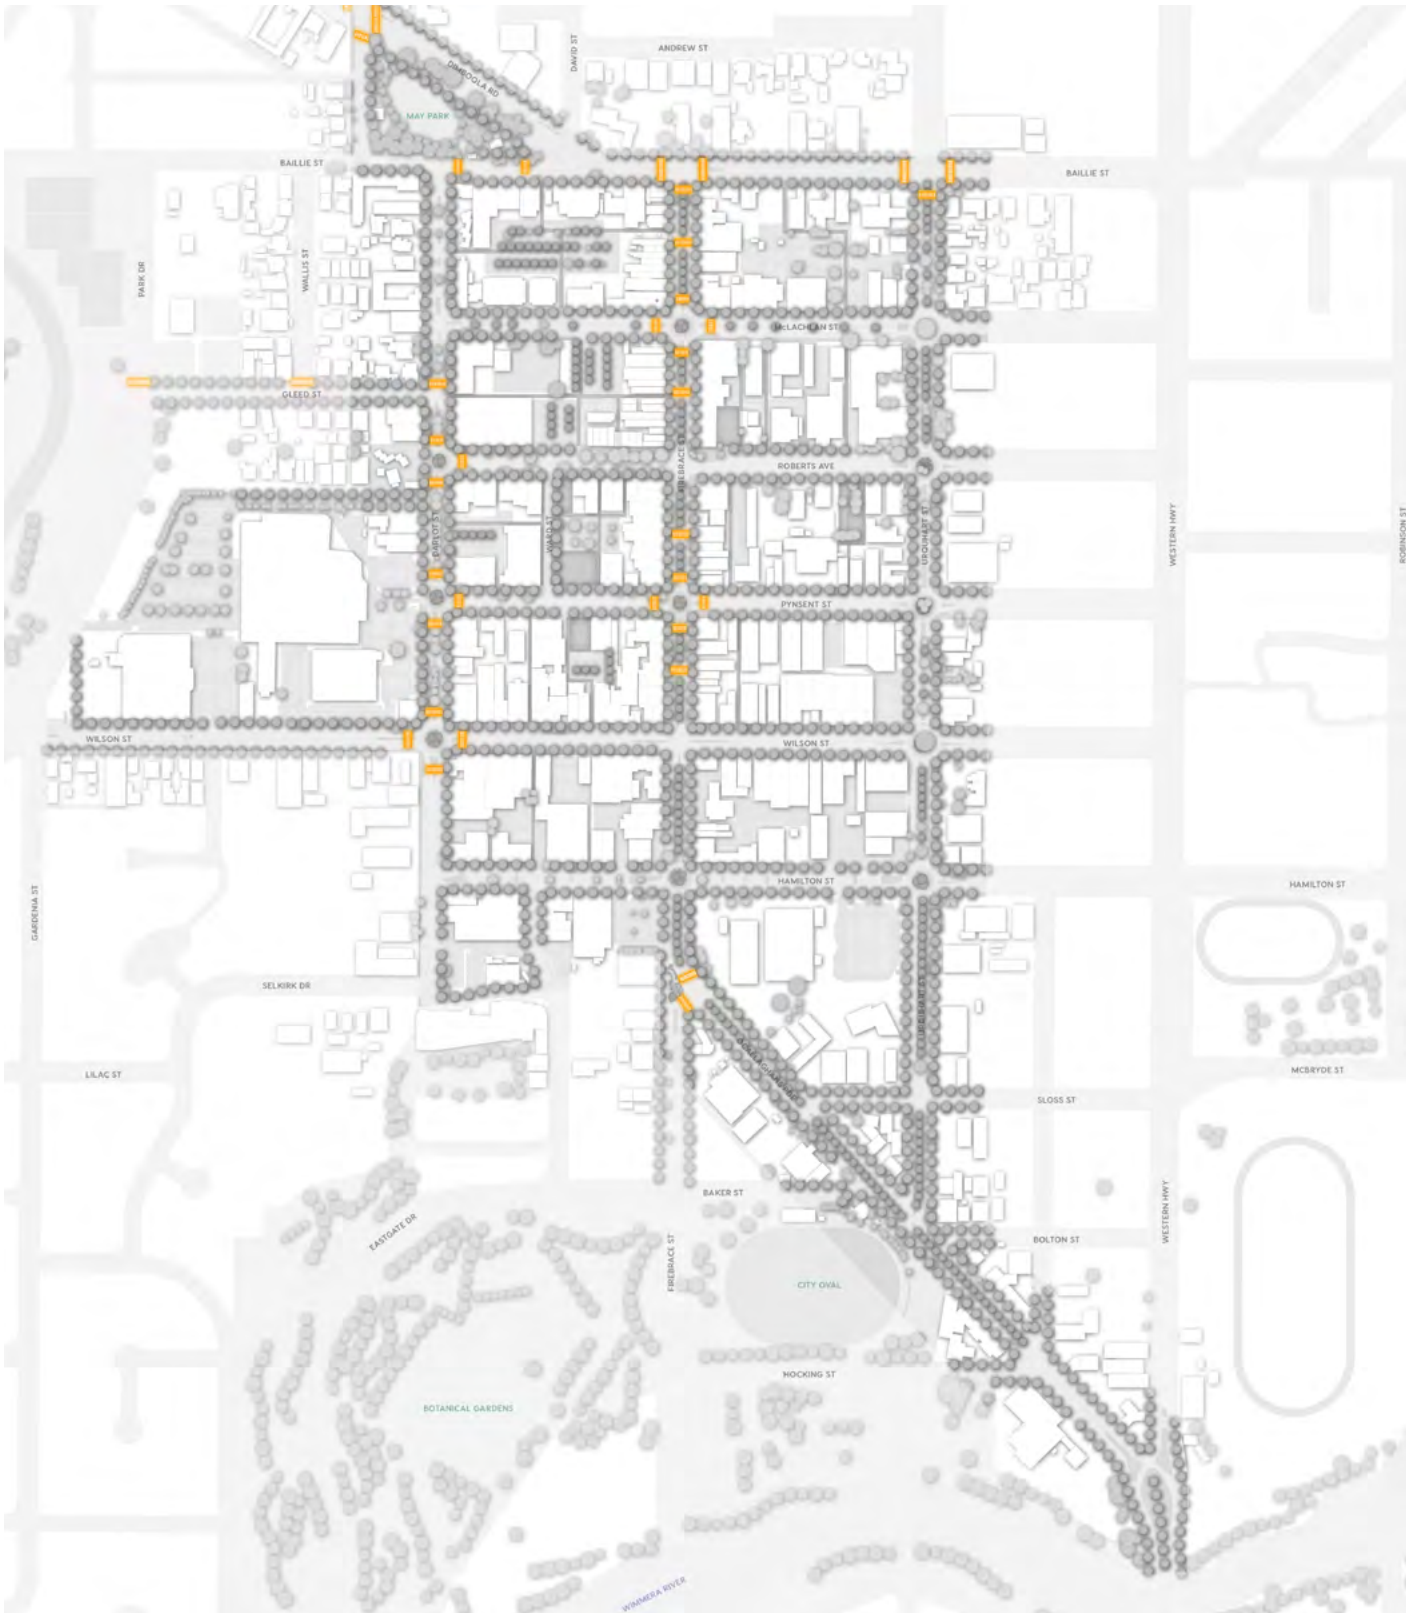 DAVID ST
ANDREW ST
DIMBOOLA RD
MAY PARK
BAILLIE ST
BAILLIE ST
PARK DR
WALLIS ST
McLACHLAN ST
GLEED ST
FIREBRACE ST
ROBERTS AVE
DARLOT ST
WARD ST
URQUHART ST
WESTERN HWY
ROBINSON ST
PYNSENT ST
WILSON ST
WILSON ST
HAMILTON ST
HAMILTON ST
GARDENIA ST
SELKIRK DR
URQUHART ST
LILAC ST
MCBRYDE ST
SLOSS ST
BAKER ST
EASTGATE DR
FIREBRACE ST
BOLTON ST
WESTERN HWY
CITY OVAL
HOCKING ST
BOTANICAL GARDENS
WIMMERA RIVER